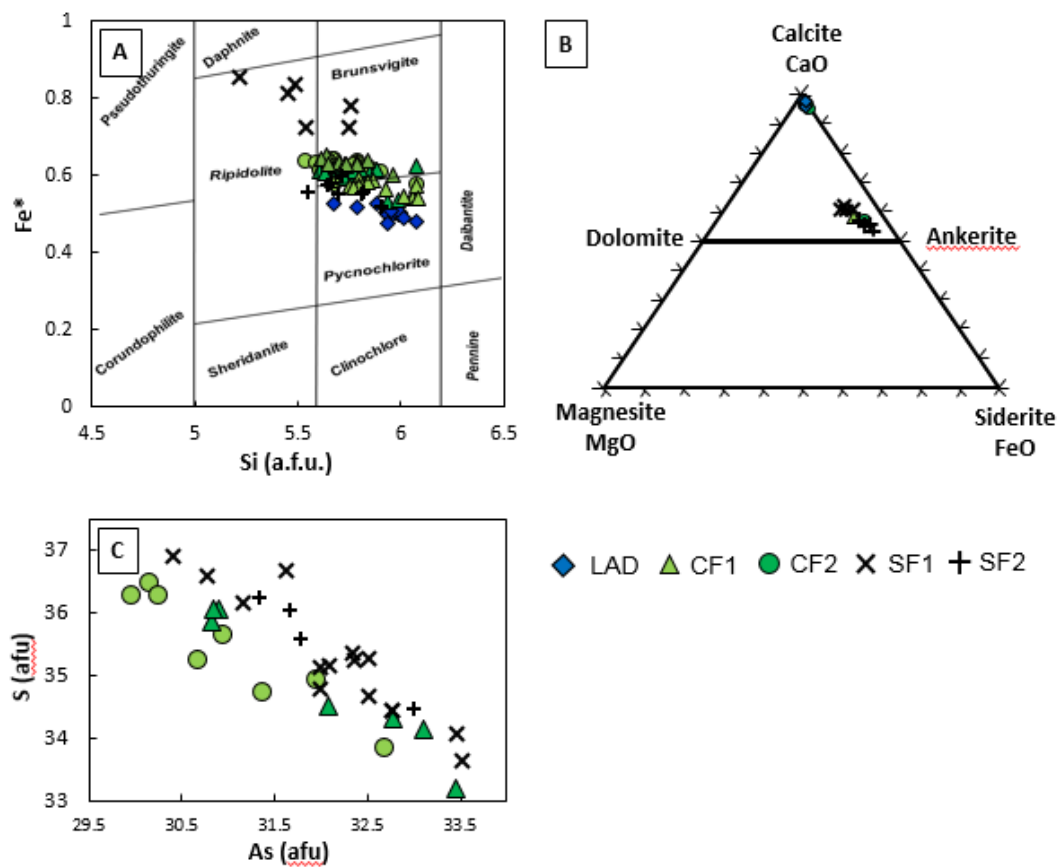 A
B
1
0.8
0.6
0.4
0.2
0
Fe*
Pseudothuringite
Daphnite
Brunsvigite
Ripidolite
Daibantite
Pycnochlorite
Corundophilite
Sheridanite
Clinochlore
Pennine
4.5 5 5.5 6 6.5
Si (a.f.u.)
Calcite
CaO
Dolomite
Ankerite
Magnesite
MgO
Siderite
FeO
C
37
36
35
34
33
S (afu)
29.5 30.5 31.5 32.5 33.5
As (afu)
LAD CF1 CF2 SF1 SF2